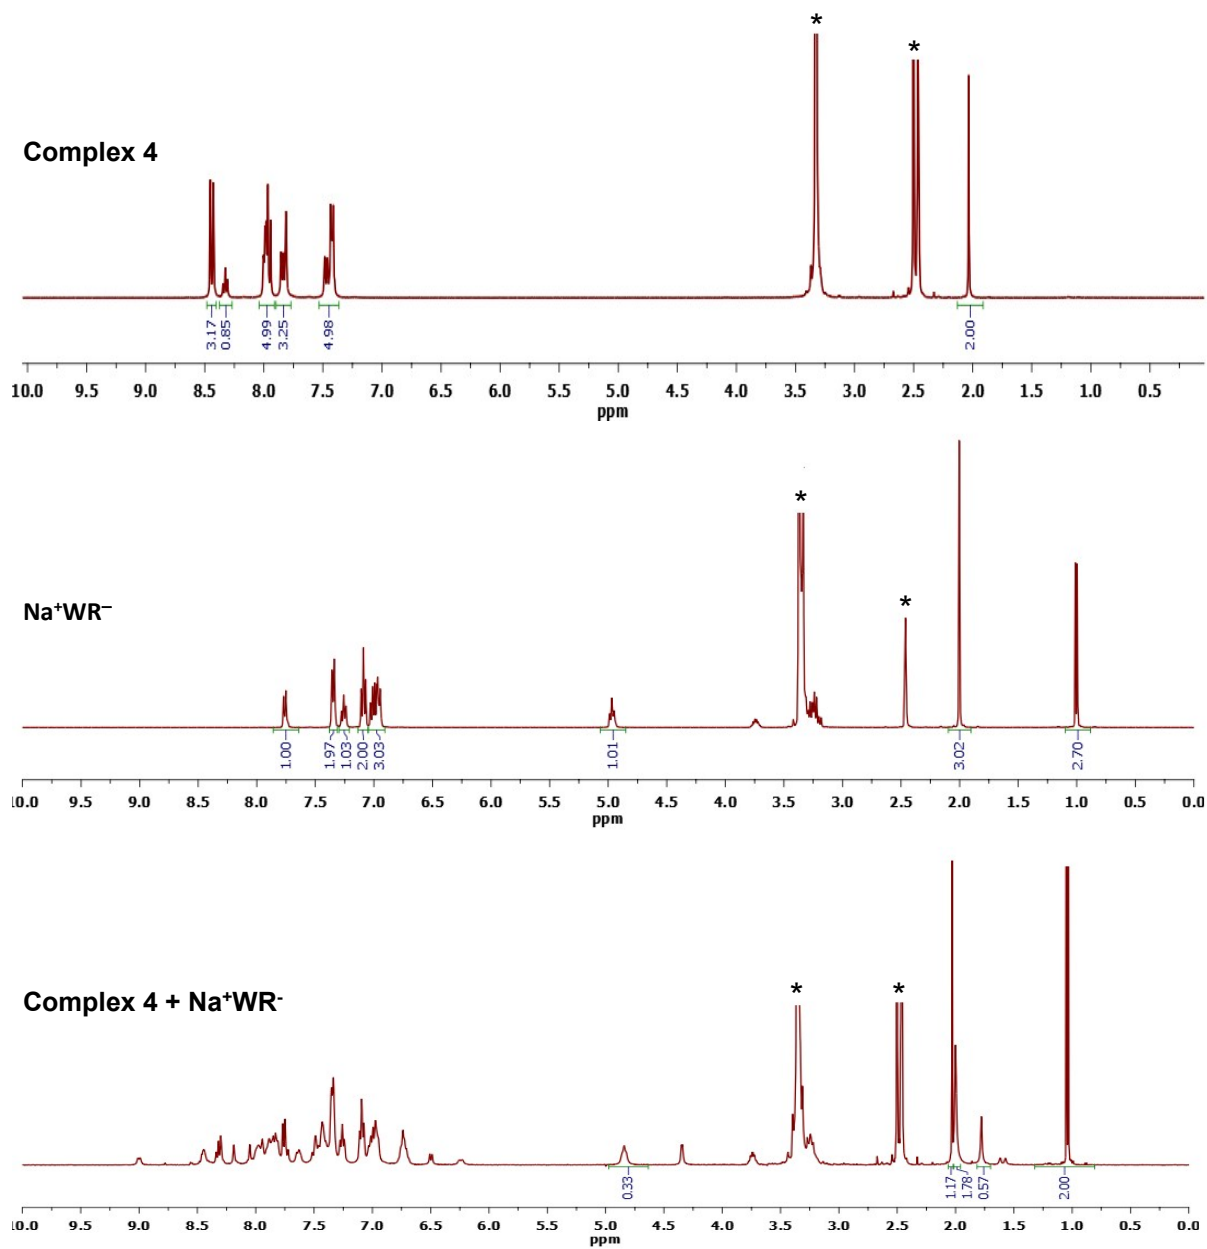 * *
Complex 4
3.17 0.85 4.99 3.25 4.98 2.00
10.0 9.5 9.0 8.5 8.0 7.5 7.0 6.5 6.0 5.5 5.0 4.5 4.0 3.5 3.0 2.5 2.0 1.5 1.0 0.5
ppm
* *
Na⁺WR⁻
1.00 1.97 1.03 2.00 3.03 1.01 3.02 2.70
10.0 9.5 9.0 8.5 8.0 7.5 7.0 6.5 6.0 5.5 5.0 4.5 4.0 3.5 3.0 2.5 2.0 1.5 1.0 0.5 0.0
ppm
* *
Complex 4 + Na⁺WR⁻
0.33 1.17 1.78 0.57 2.00
10.0 9.5 9.0 8.5 8.0 7.5 7.0 6.5 6.0 5.5 5.0 4.5 4.0 3.5 3.0 2.5 2.0 1.5 1.0 0.5 0.0
ppm